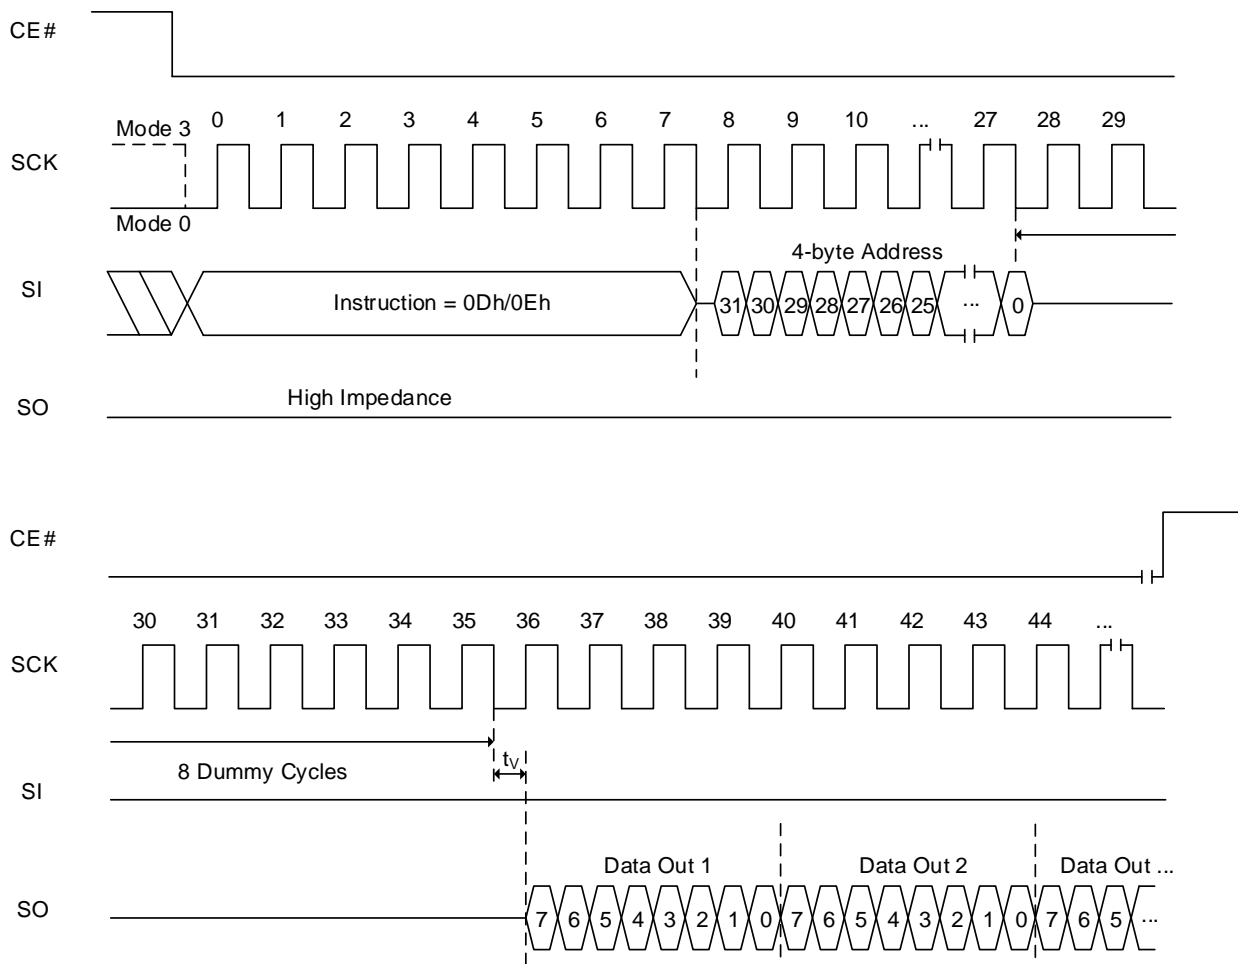 CE#
Mode 3
0 1 2 3 4 5 6 7 8 9 10 ... 27 28 29
SCK
Mode 0
4-byte Address
SI
Instruction = 0Dh/0Eh
31 30 29 28 27 26 25 ... 0
SO
High Impedance
CE#
30 31 32 33 34 35 36 37 38 39 40 41 42 43 44 ...
SCK
8 Dummy Cycles
tV
SI
Data Out 1 Data Out 2 Data Out ...
SO
7 6 5 4 3 2 1 0 7 6 5 4 3 2 1 0 7 6 5 ...